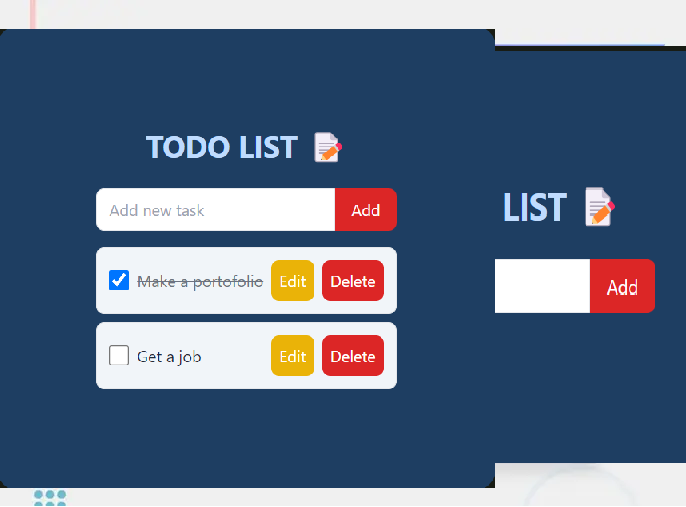 TODO LIST
Add new task Add
Make a portofolio Edit Delete
Get a job Edit Delete
LIST
Add